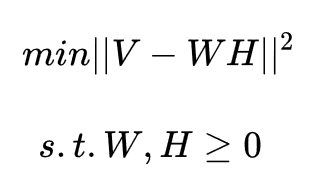 min||V − WH||²
s.t.W, H ≥ 0